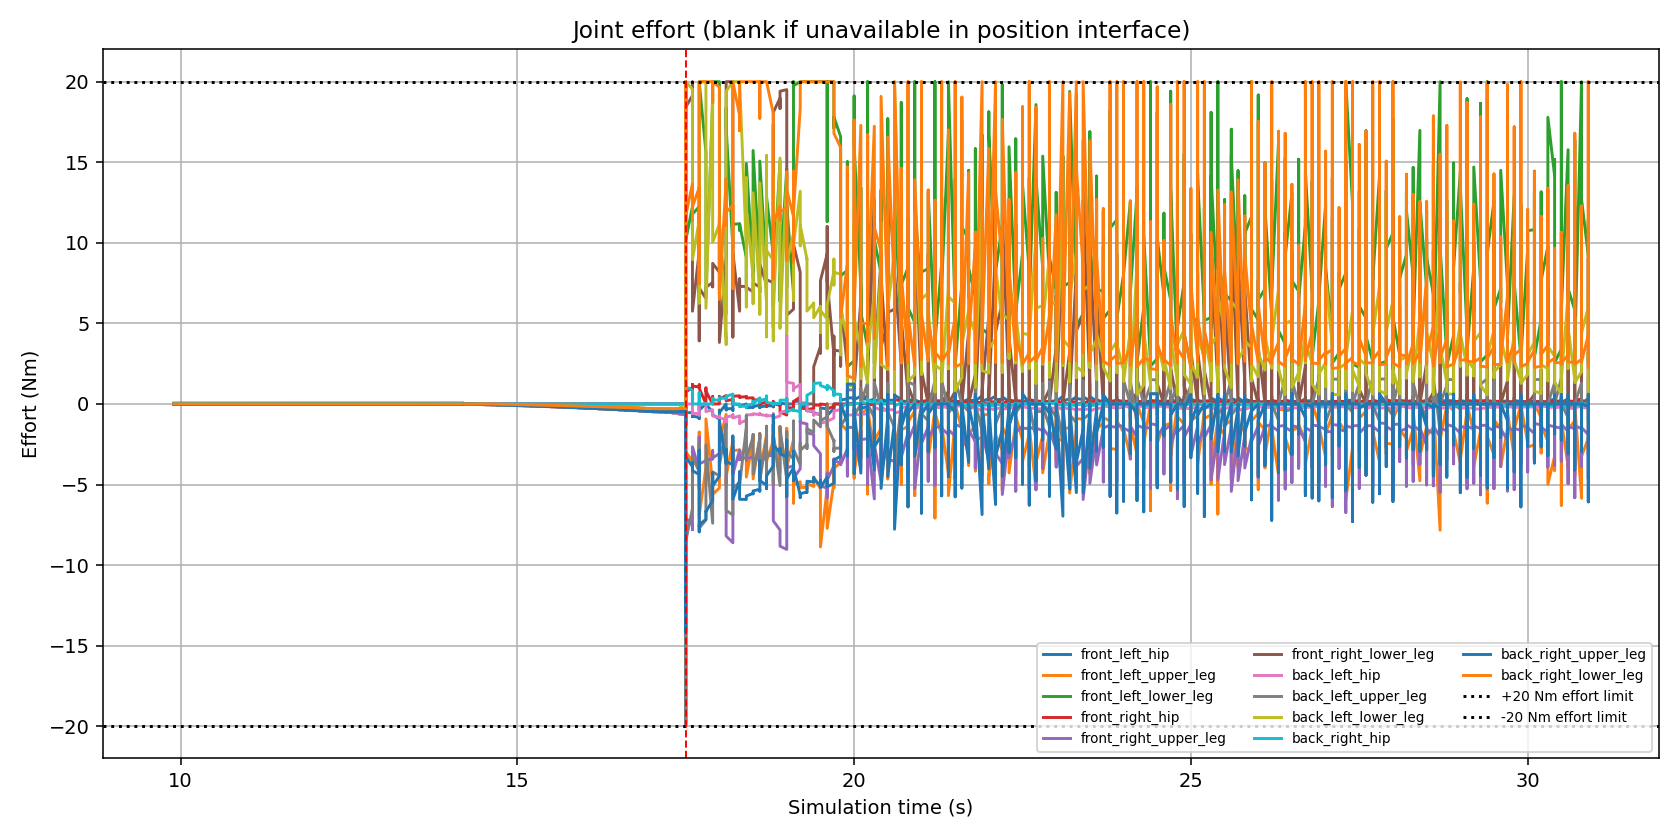 Joint effort (blank if unavailable in position interface)
Effort (Nm)
20
15
10
5
0
−5
−10
−15
−20
front_left_hip
front_left_upper_leg
front_left_lower_leg
front_right_hip
front_right_upper_leg
front_right_lower_leg
back_left_hip
back_left_upper_leg
back_left_lower_leg
back_right_hip
back_right_upper_leg
back_right_lower_leg
+20 Nm effort limit
-20 Nm effort limit
10
15
20
25
30
Simulation time (s)